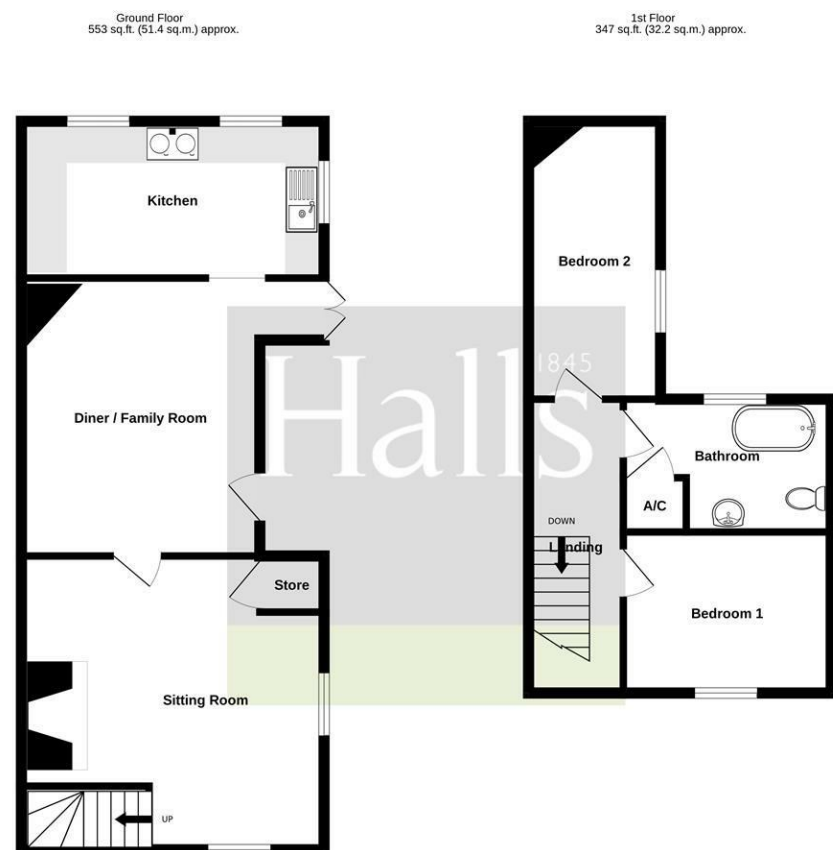 Ground Floor
553 sq.ft. (51.4 sq.m.) approx.
1st Floor
347 sq.ft. (32.2 sq.m.) approx.
Kitchen
Bedroom 2
1845
Halls
Diner / Family Room
Bathroom
A/C
DOWN
Landing
Store
Bedroom 1
Sitting Room
UP